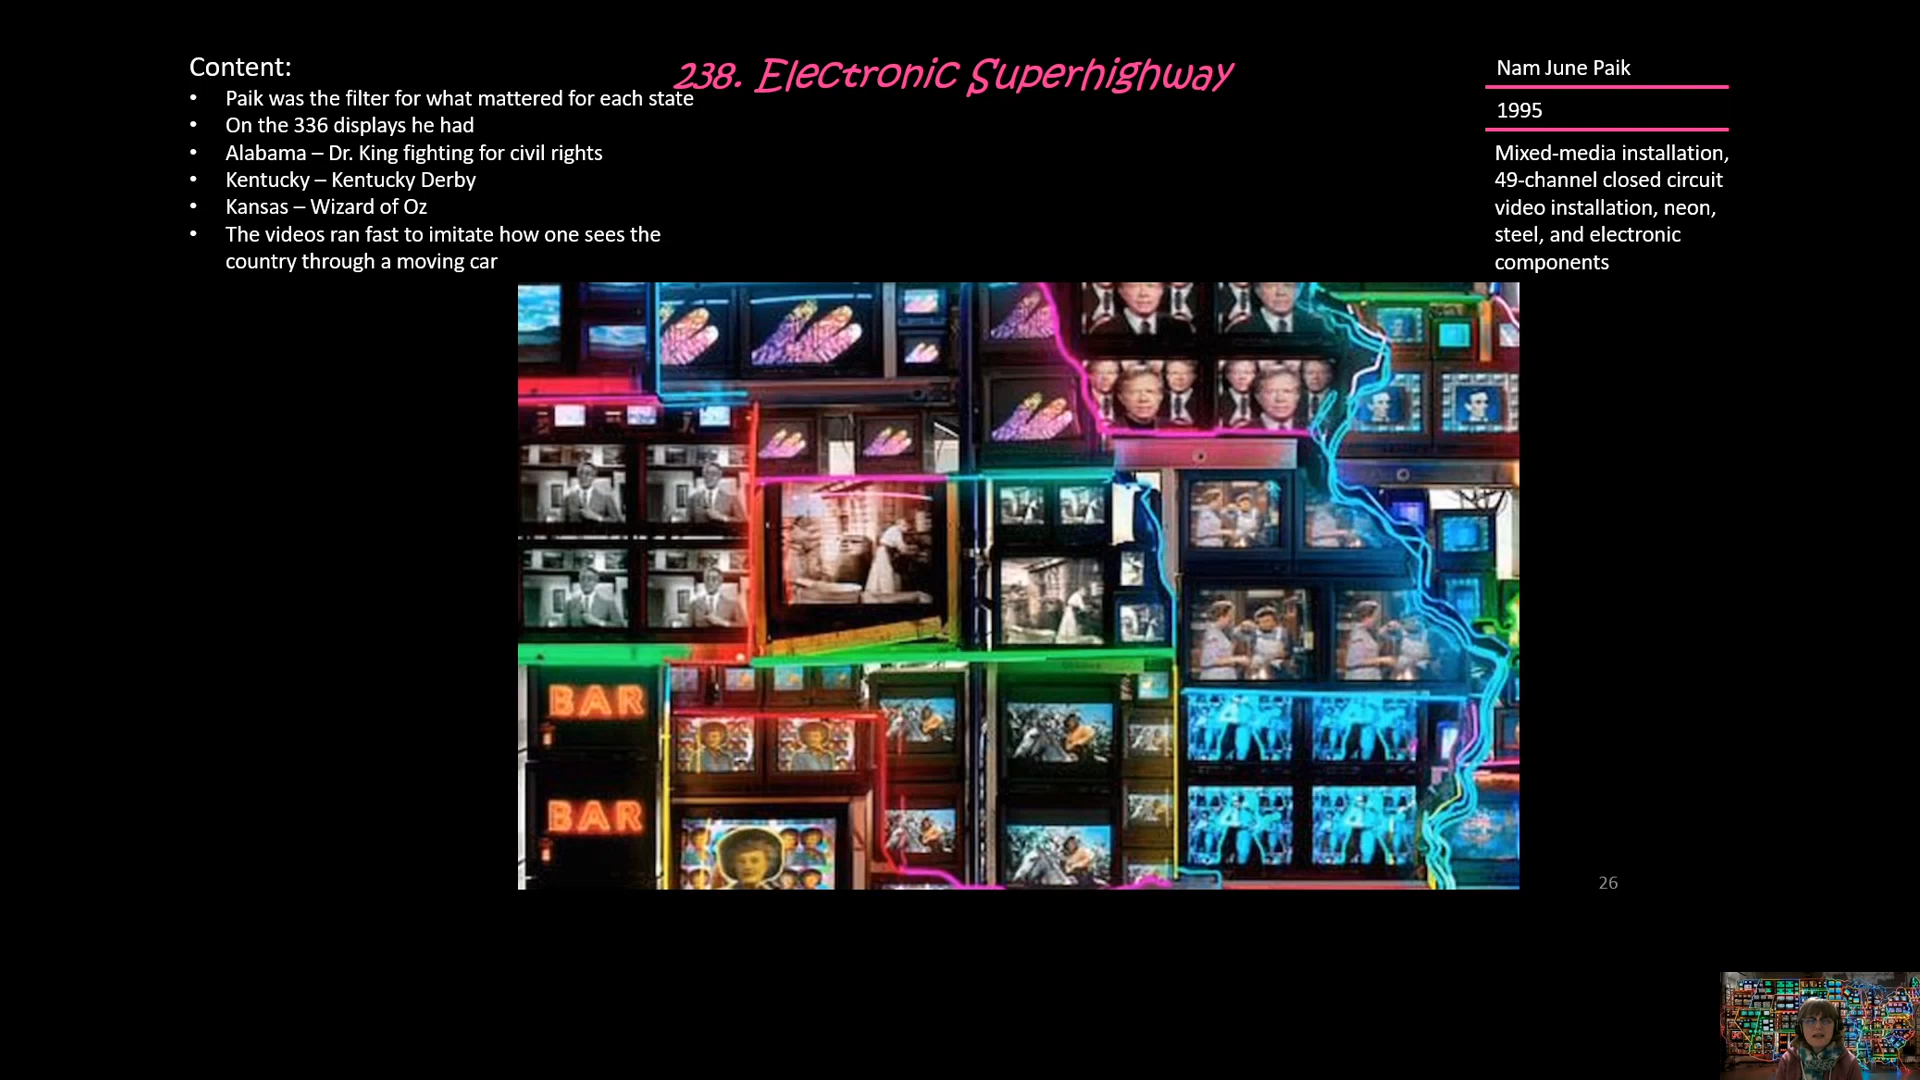 Content:
238. Electronic Superhighway
• Paik was the filter for what mattered for each state
• On the 336 displays he had
• Alabama – Dr. King fighting for civil rights
• Kentucky – Kentucky Derby
• Kansas – Wizard of Oz
• The videos ran fast to imitate how one sees the
country through a moving car
Nam June Paik
1995
Mixed-media installation,
49-channel closed circuit
video installation, neon,
steel, and electronic
components
BAR
BAR
26